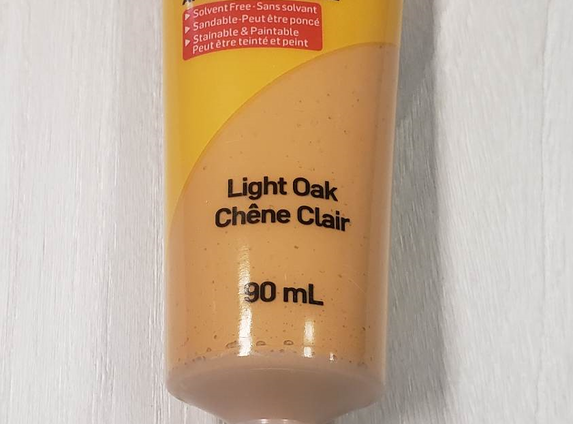 Solvent Free-Sans solvant
Sandable-Peut être poncé
Stainable & Paintable
Peut être teinté et peint
Light Oak
Chêne Clair
90 mL